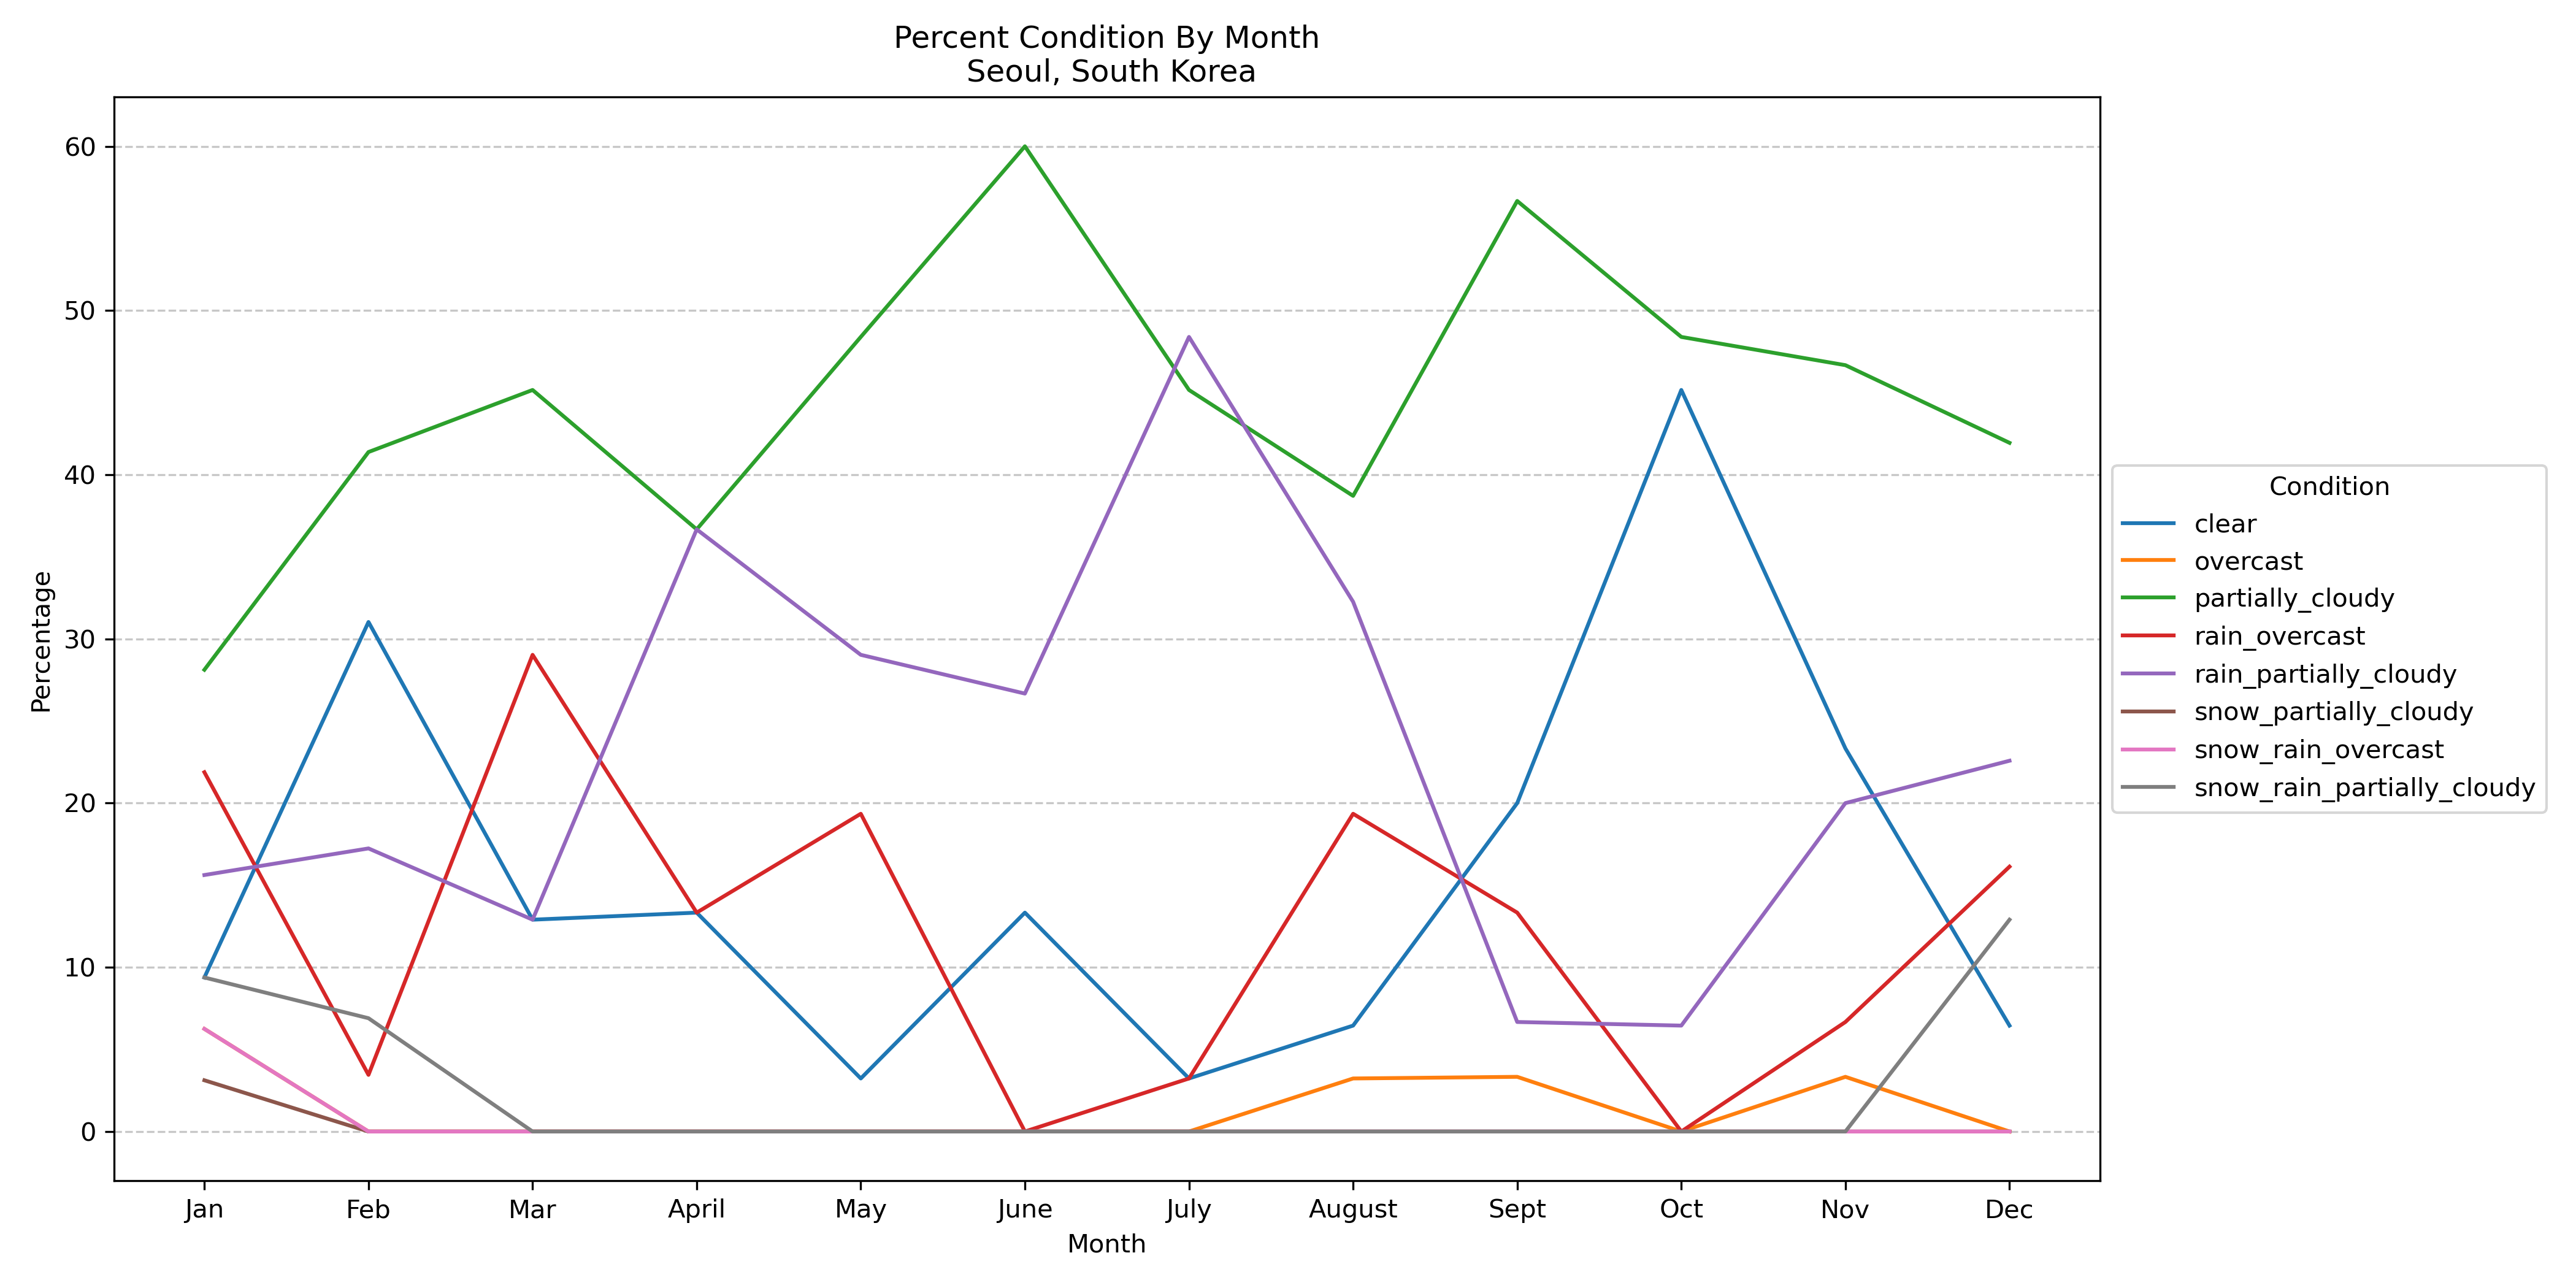 Percent Condition By Month
Seoul, South Korea
Percentage
60
50
40
30
20
10
0
Jan Feb Mar April May June July August Sept Oct Nov Dec
Month
Condition
clear
overcast
partially_cloudy
rain_overcast
rain_partially_cloudy
snow_partially_cloudy
snow_rain_overcast
snow_rain_partially_cloudy